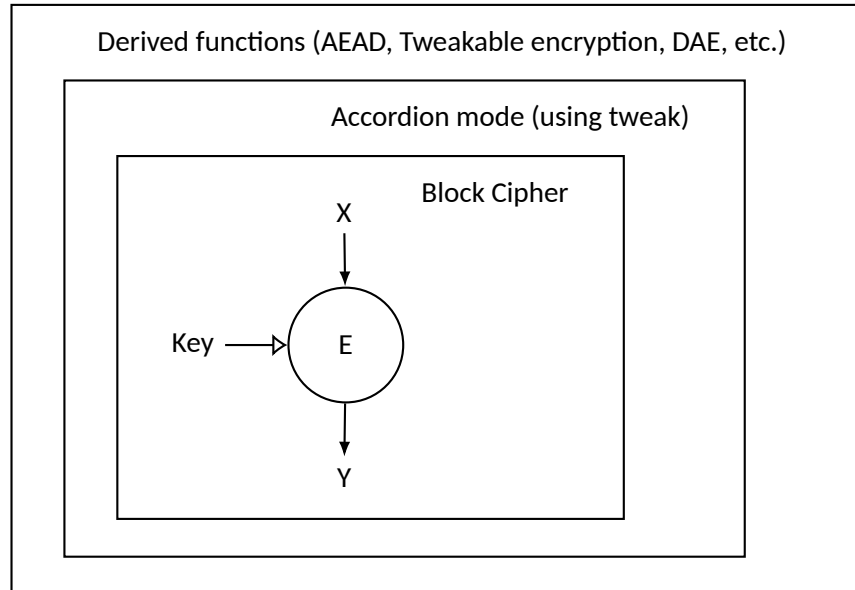 Derived functions (AEAD, Tweakable encryption, DAE, etc.)
Accordion mode (using tweak)
Block Cipher
X
Key
E
Y